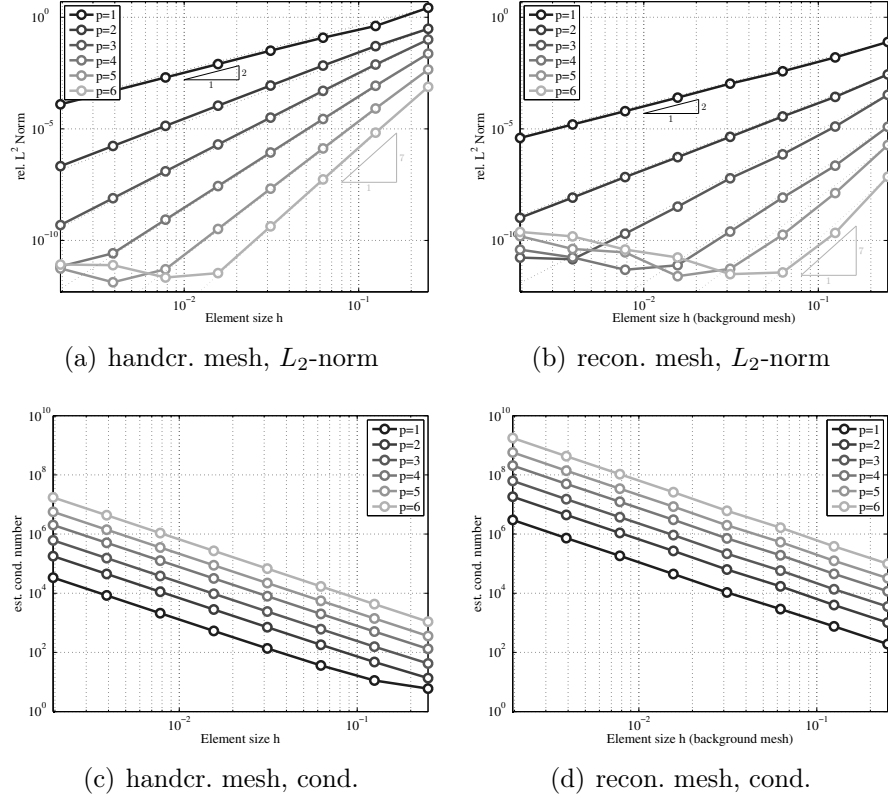 p=1
p=2
p=3
p=4
p=5
p=6
10^0
10^-5
10^-10
rel. L^2 Norm
10^-2
10^-1
Element size h
1
2
1
7
(a) handcr. mesh, L_2-norm
p=1
p=2
p=3
p=4
p=5
p=6
10^0
10^-5
10^-10
rel. L^2 Norm
10^-2
10^-1
Element size h (background mesh)
1
2
1
7
(b) recon. mesh, L_2-norm
10^10
10^8
10^6
10^4
10^2
10^0
est. cond. number
p=1
p=2
p=3
p=4
p=5
p=6
10^-2
10^-1
Element size h
(c) handcr. mesh, cond.
10^10
10^8
10^6
10^4
10^2
10^0
est. cond. number
p=1
p=2
p=3
p=4
p=5
p=6
10^-2
10^-1
Element size h (background mesh)
(d) recon. mesh, cond.